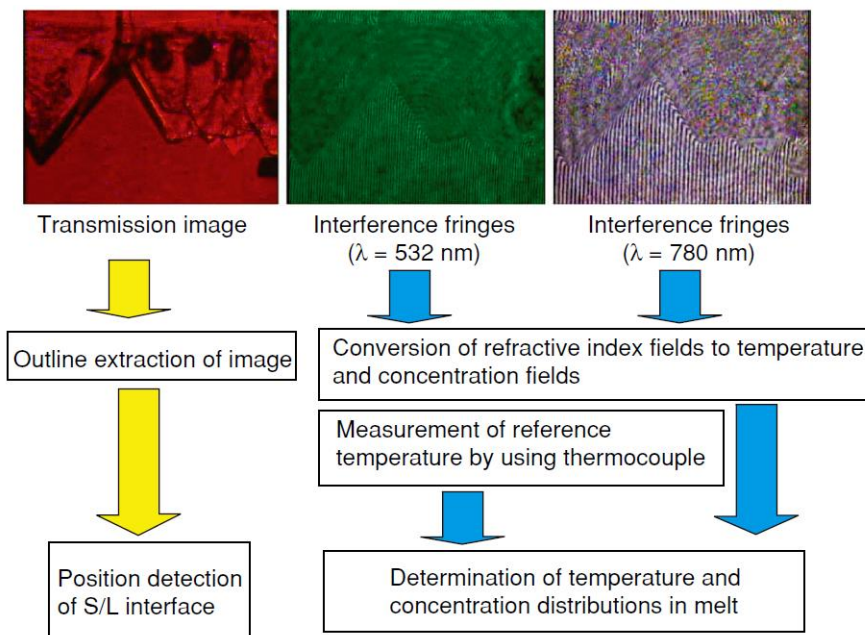 Transmission image
Interference fringes
(λ = 532 nm)
Interference fringes
(λ = 780 nm)
Outline extraction of image
Conversion of refractive index fields to temperature
and concentration fields
Measurement of reference
temperature by using thermocouple
Position detection
of S/L interface
Determination of temperature and
concentration distributions in melt